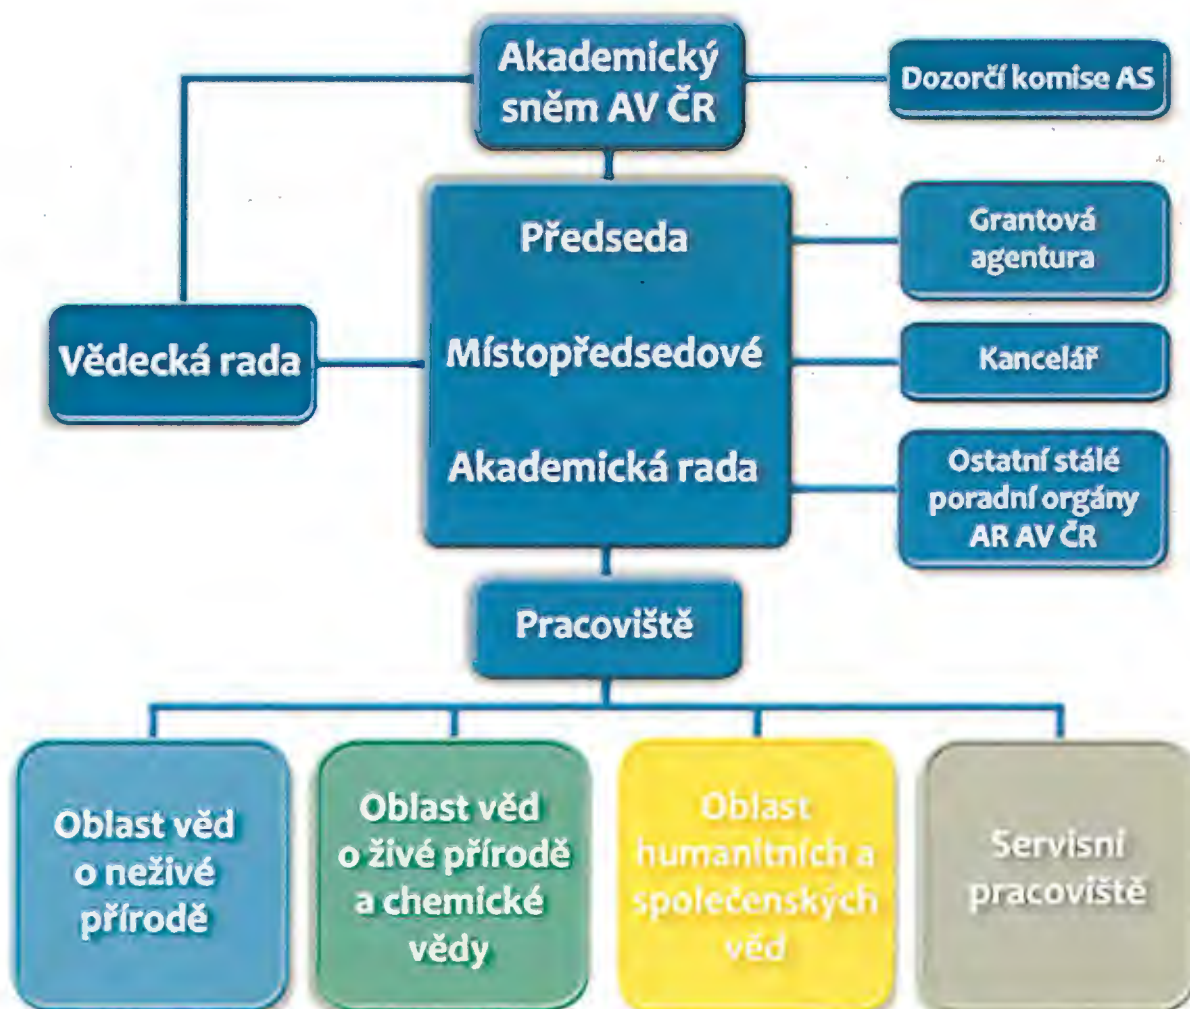 Akademický
sněm AV ČR
Dozorčí komise AS
Předseda
Místopředsedové
Akademická rada
Vědecká rada
Grantová
agentura
Kancelář
Ostatní stálé
poradní orgány
AR AV ČR
Pracoviště
Oblast věd
o neživé
přírodě
Oblast věd
o živé přírodě
a chemické
vědy
Oblast
humanitních a
společenských
věd
Servisní
pracoviště